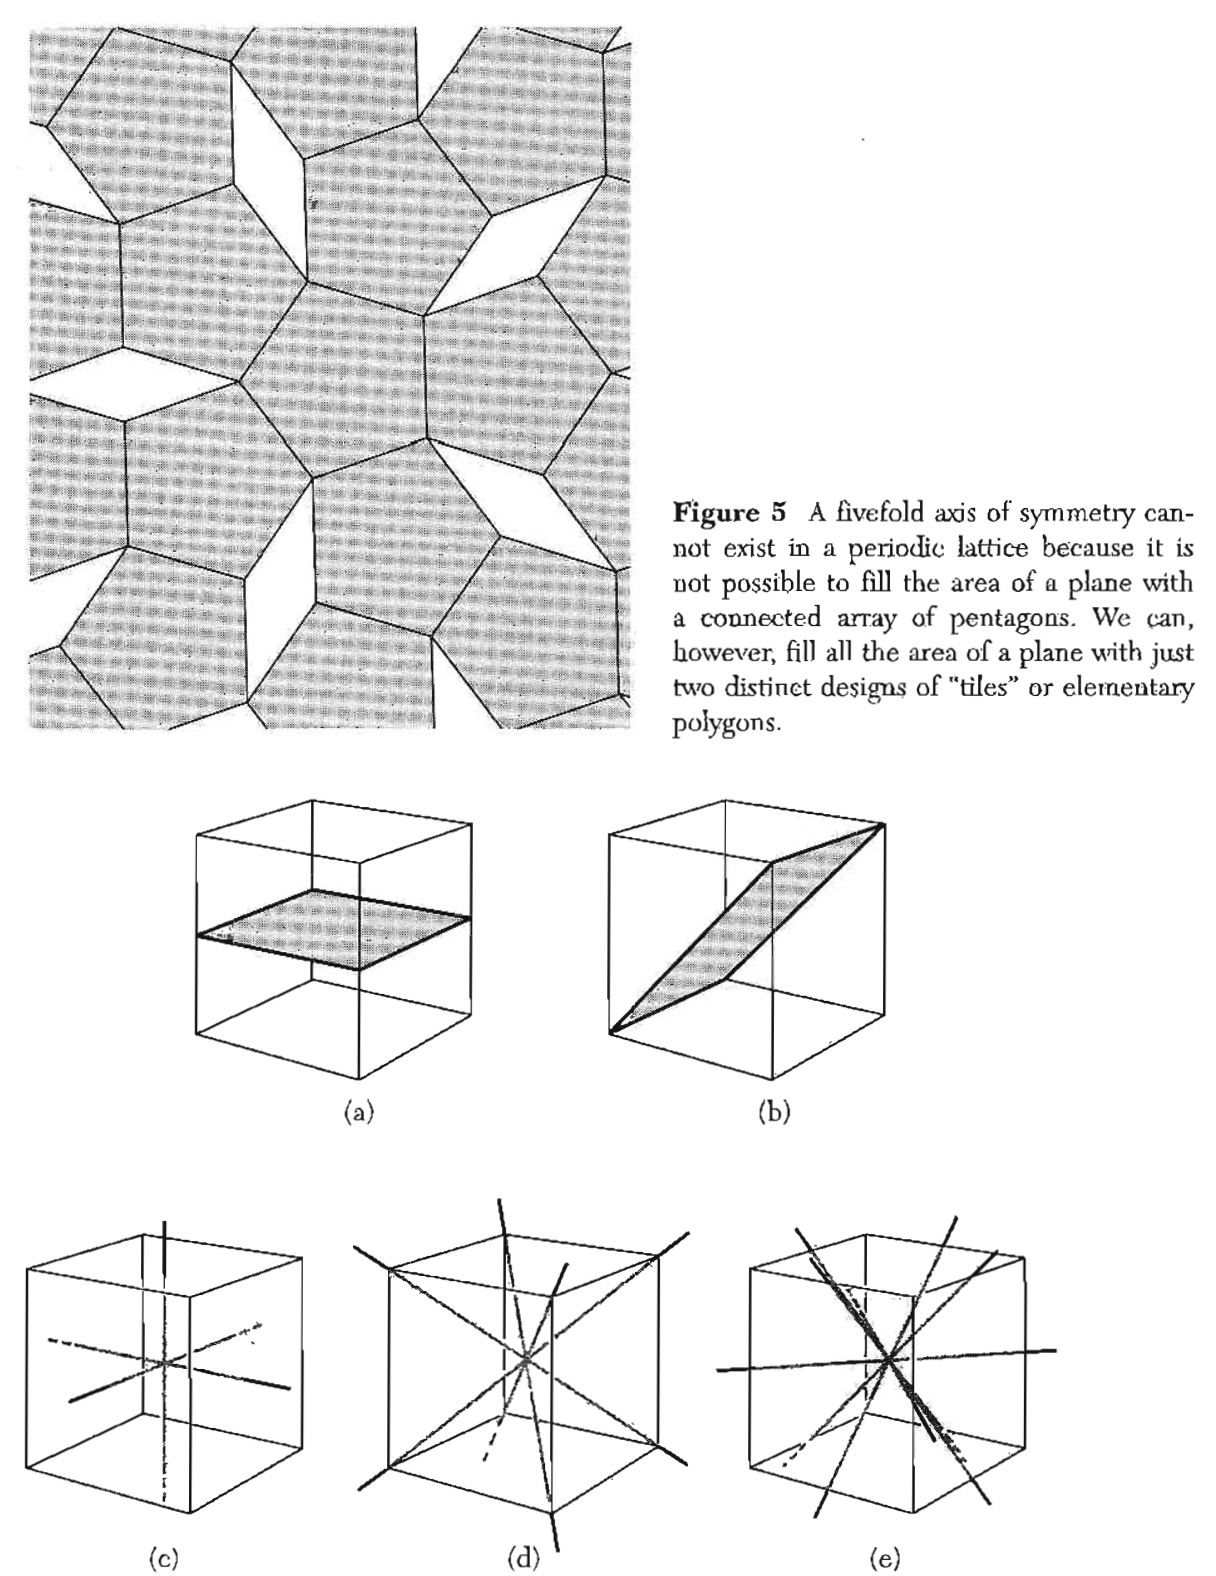 Figure 5 A fivefold axis of symmetry can-
not exist in a periodic lattice because it is
not possible to fill the area of a plane with
a connected array of pentagons. We can,
however, fill all the area of a plane with just
two distinct designs of "tiles" or elementary
polygons.
(a)
(b)
(c)
(d)
(e)